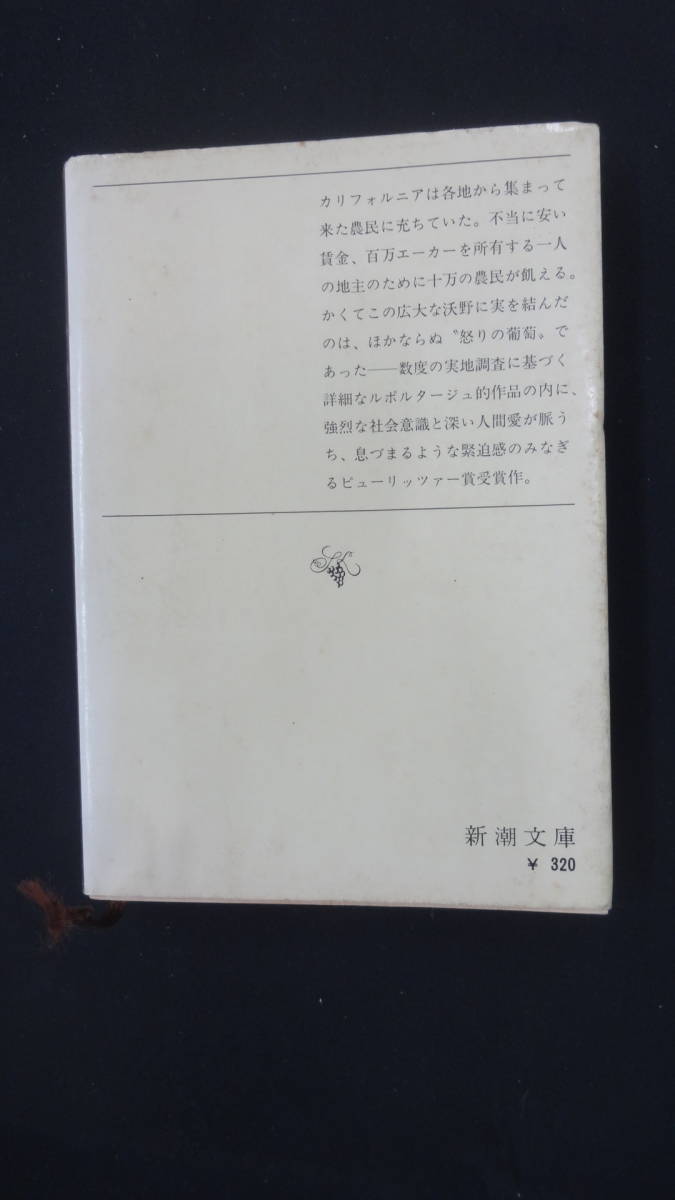 カリフォルニアは各地から集まって
来た農民に充ちていた。不当に安い
賃金、百万エーカーを所有する一人
の地主のために十万の農民が飢える。
かくてこの広大な沃野に実を結んだ
のは、ほかならぬ〝怒りの葡萄〟で
あった──数度の実地調査に基づく
詳細なルポルタージュ的作品の内に、
強烈な社会意識と深い人間愛が脈う
ち、息づまるような緊迫感のみなぎ
るピューリッツァー賞受賞作。
新潮文庫
¥ 320